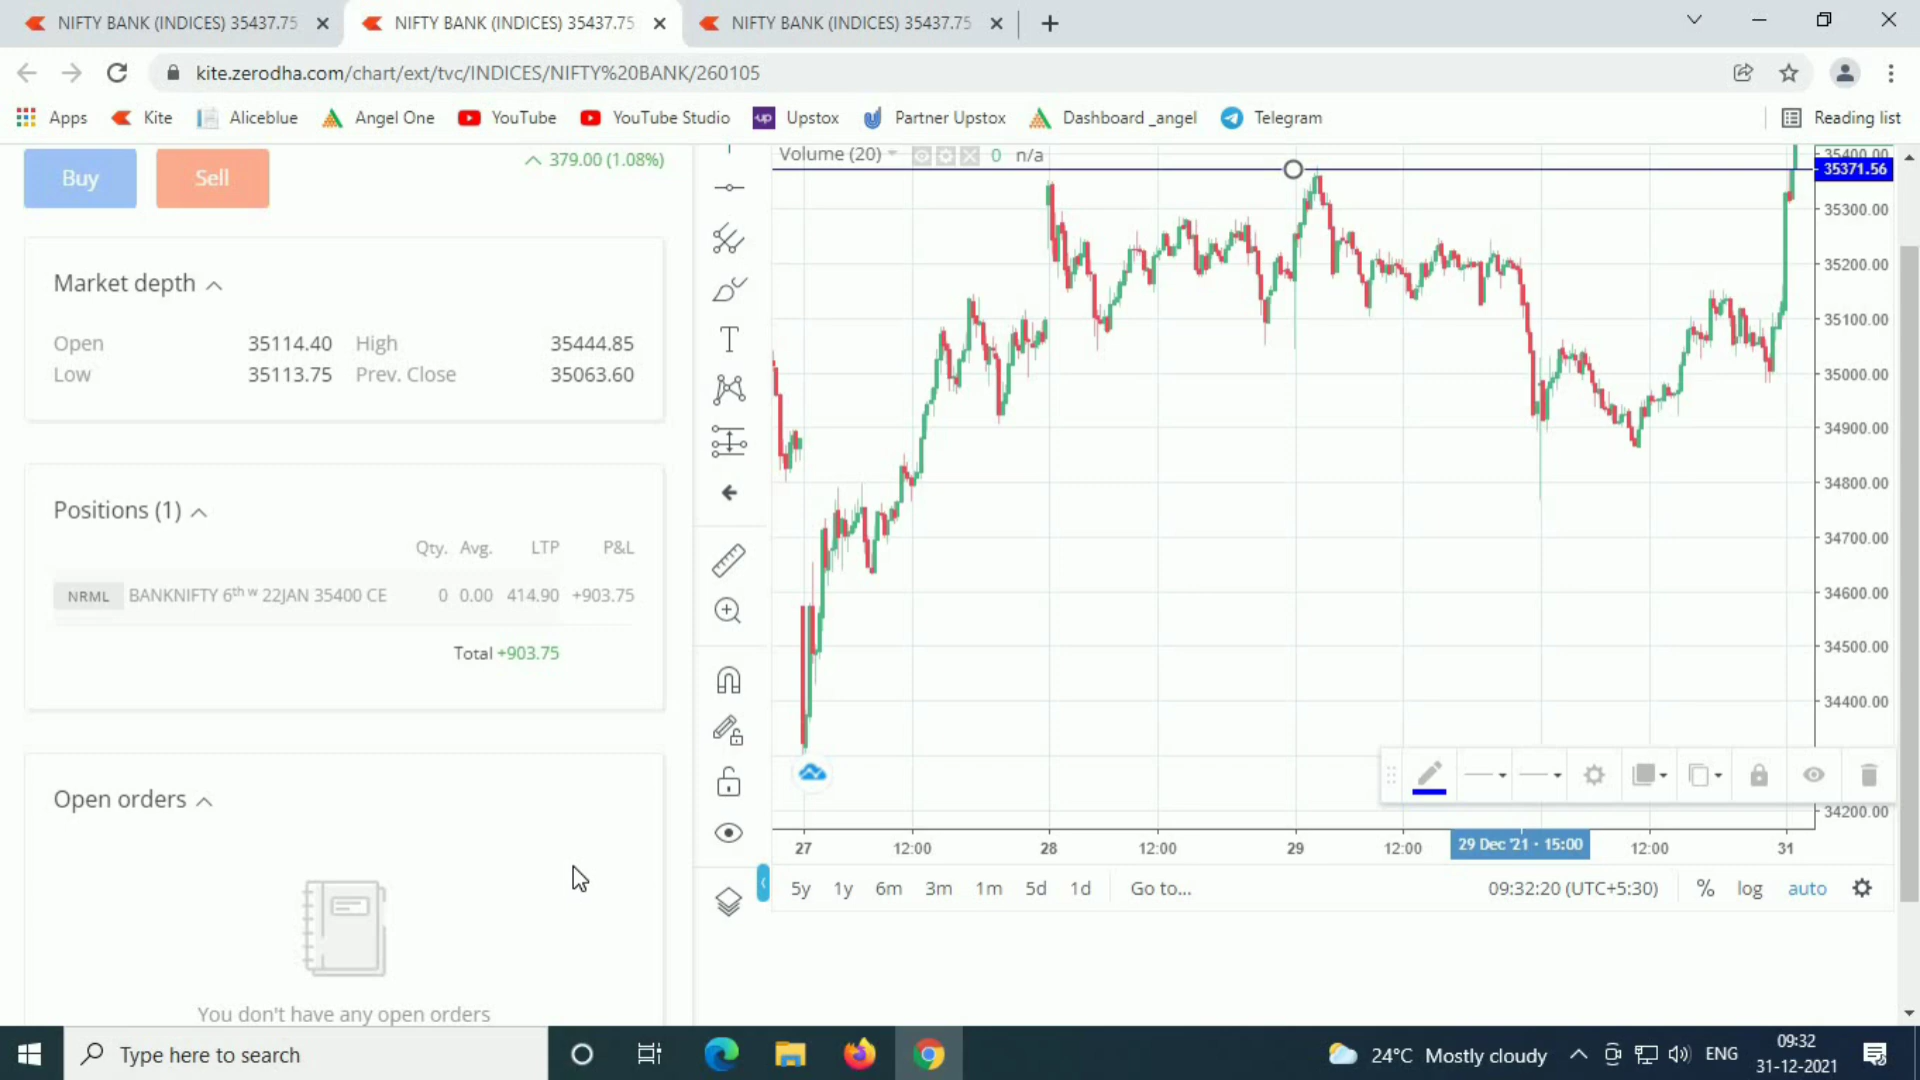 NIFTY BANK (INDICES) 35437.75
NIFTY BANK (INDICES) 35437.75
NIFTY BANK (INDICES) 35437.75
kite.zerodha.com/chart/ext/tvc/INDICES/NIFTY%20BANK/260105
Apps Kite Aliceblue Angel One YouTube YouTube Studio up Upstox Partner Upstox Dashboard _angel Telegram Reading list
Buy Sell 379.00 (1.08%)
Market depth
Open 35114.40 High 35444.85
Low 35113.75 Prev. Close 35063.60
Positions (1)
Qty. Avg. LTP P&L
NRML BANKNIFTY 6th w 22JAN 35400 CE 0 0.00 414.90 +903.75
Total +903.75
Open orders
You don't have any open orders
Volume (20) 0 n/a
35400.00
35371.56
35300.00
35200.00
35100.00
35000.00
34900.00
34800.00
34700.00
34600.00
34500.00
34400.00
34200.00
27 12:00 28 12:00 29 12:00 29 Dec '21 · 15:00 12:00 31
5y 1y 6m 3m 1m 5d 1d Go to... 09:32:20 (UTC+5:30) % log auto
Type here to search
24°C Mostly cloudy ENG
09:32
31-12-2021